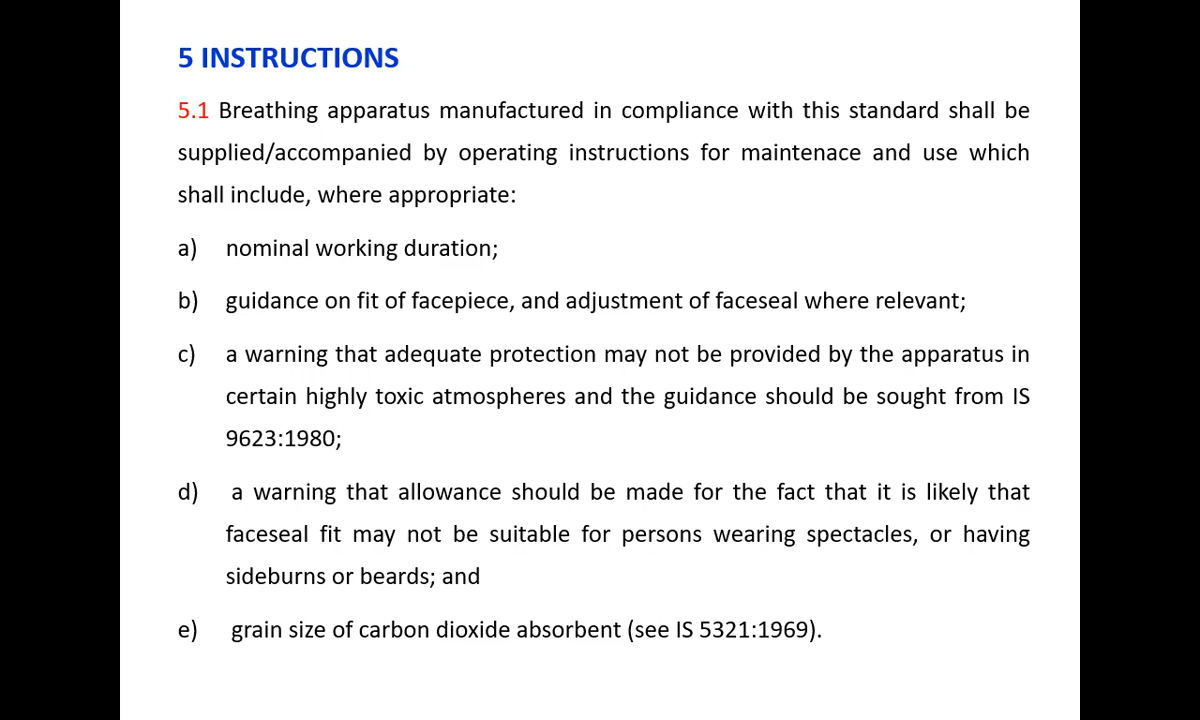 5 INSTRUCTIONS
5.1 Breathing apparatus manufactured in compliance with this standard shall be
supplied/accompanied by operating instructions for maintenace and use which
shall include, where appropriate:
a) nominal working duration;
b) guidance on fit of facepiece, and adjustment of faceseal where relevant;
c) a warning that adequate protection may not be provided by the apparatus in
certain highly toxic atmospheres and the guidance should be sought from IS
9623:1980;
d) a warning that allowance should be made for the fact that it is likely that
faceseal fit may not be suitable for persons wearing spectacles, or having
sideburns or beards; and
e) grain size of carbon dioxide absorbent (see IS 5321:1969).